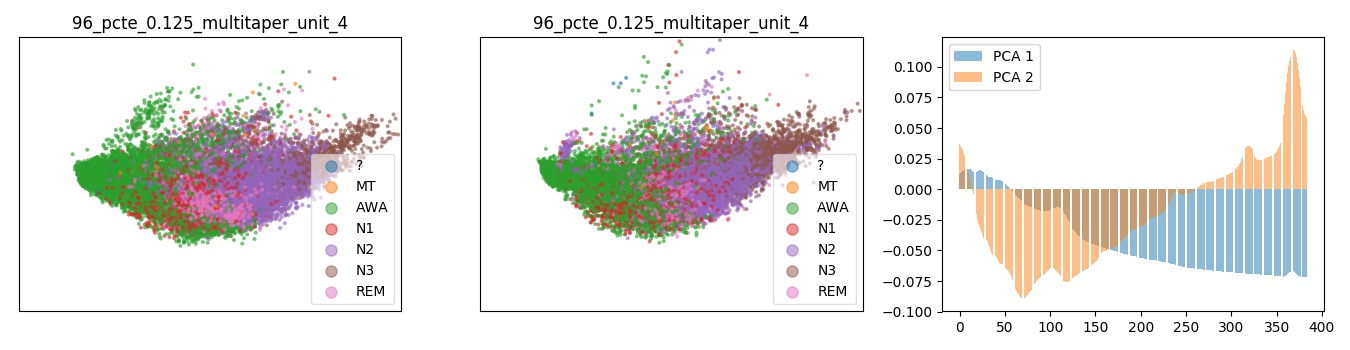 96_pcte_0.125_multitaper_unit_4
?
MT
AWA
N1
N2
N3
REM
96_pcte_0.125_multitaper_unit_4
?
MT
AWA
N1
N2
N3
REM
PCA 1
PCA 2
0.100
0.075
0.050
0.025
0.000
−0.025
−0.050
−0.075
−0.100
0 50 100 150 200 250 300 350 400